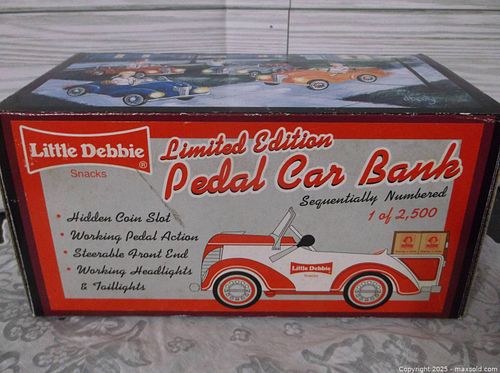 Little Debbie®
Snacks
Limited Edition
Pedal Car Bank
Sequentially Numbered
1 of 2,500
• Hidden Coin Slot
• Working Pedal Action
• Steerable Front End
• Working Headlights
& Taillights
Little Debbie
Snacks
Copyright 2025 - maxsold.com